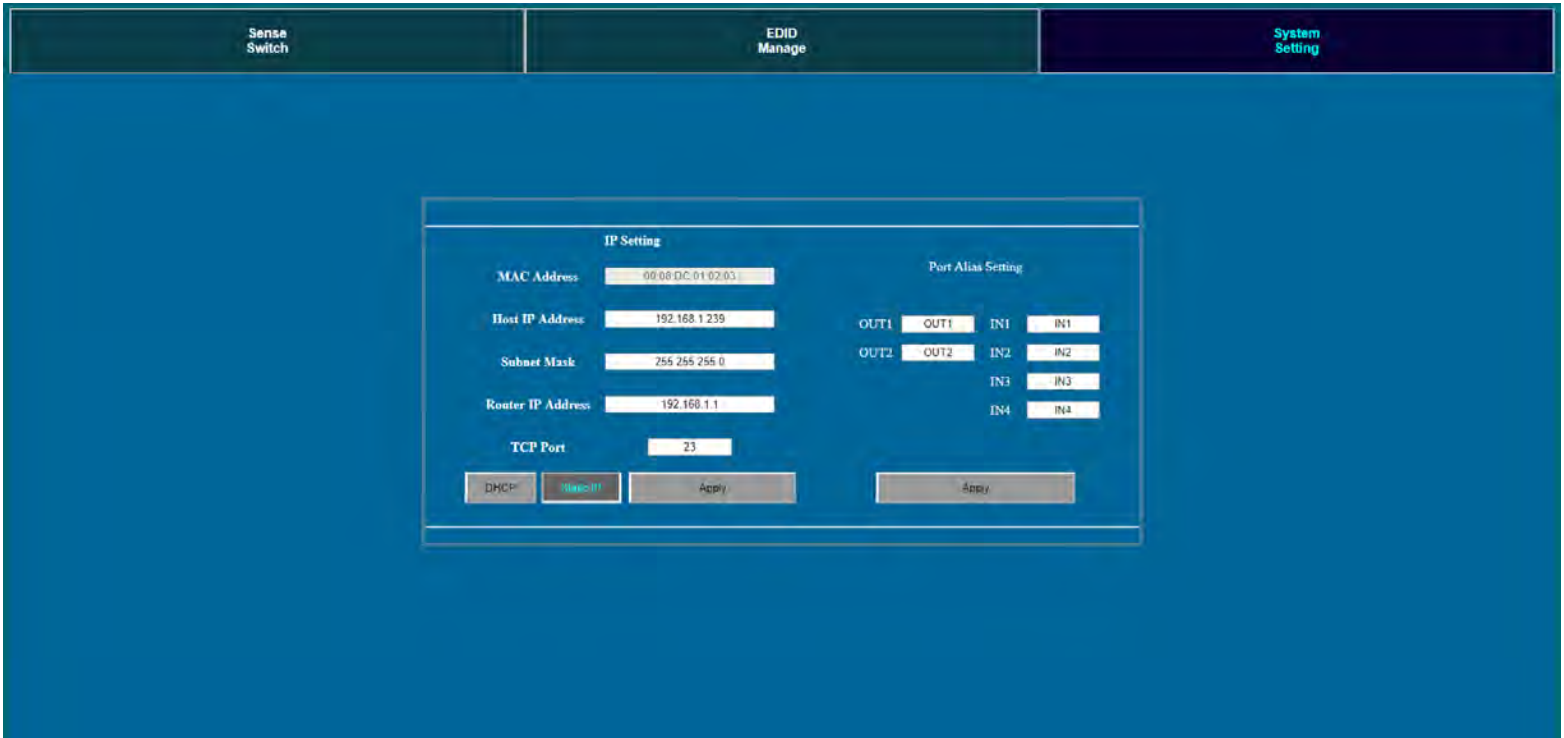 Sense
Switch
EDID
Manage
System
Setting
IP Setting
MAC Address 00:08:DC:01:02:03
Host IP Address 192.168.1.239
Subnet Mask 255.255.255.0
Router IP Address 192.168.1.1
TCP Port 23
DHCP Static IP Apply
Port Alias Setting
OUT1 OUT1 IN1 IN1
OUT2 OUT2 IN2 IN2
IN3 IN3
IN4 IN4
Apply